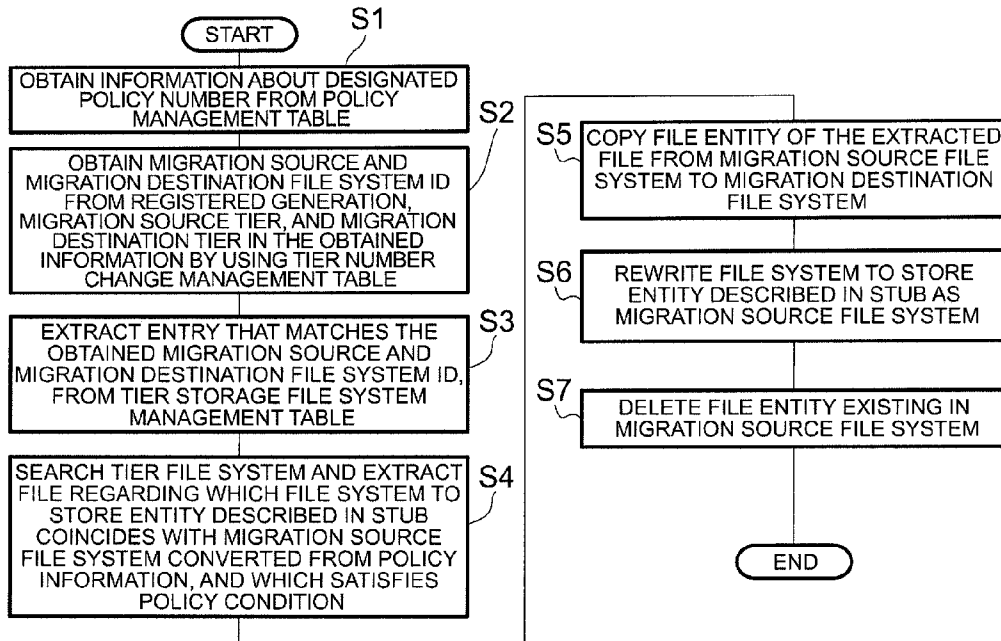 START
S1
OBTAIN INFORMATION ABOUT DESIGNATED
POLICY NUMBER FROM POLICY
MANAGEMENT TABLE
S2
OBTAIN MIGRATION SOURCE AND
MIGRATION DESTINATION FILE SYSTEM ID
FROM REGISTERED GENERATION,
MIGRATION SOURCE TIER, AND MIGRATION
DESTINATION TIER IN THE OBTAINED
INFORMATION BY USING TIER NUMBER
CHANGE MANAGEMENT TABLE
S3
EXTRACT ENTRY THAT MATCHES THE
OBTAINED MIGRATION SOURCE AND
MIGRATION DESTINATION FILE SYSTEM ID,
FROM TIER STORAGE FILE SYSTEM
MANAGEMENT TABLE
S4
SEARCH TIER FILE SYSTEM AND EXTRACT
FILE REGARDING WHICH FILE SYSTEM TO
STORE ENTITY DESCRIBED IN STUB
COINCIDES WITH MIGRATION SOURCE
FILE SYSTEM CONVERTED FROM POLICY
INFORMATION, AND WHICH SATISFIES
POLICY CONDITION
S5
COPY FILE ENTITY OF THE EXTRACTED
FILE FROM MIGRATION SOURCE FILE
SYSTEM TO MIGRATION DESTINATION
FILE SYSTEM
S6
REWRITE FILE SYSTEM TO STORE
ENTITY DESCRIBED IN STUB AS
MIGRATION SOURCE FILE SYSTEM
S7
DELETE FILE ENTITY EXISTING IN
MIGRATION SOURCE FILE SYSTEM
END